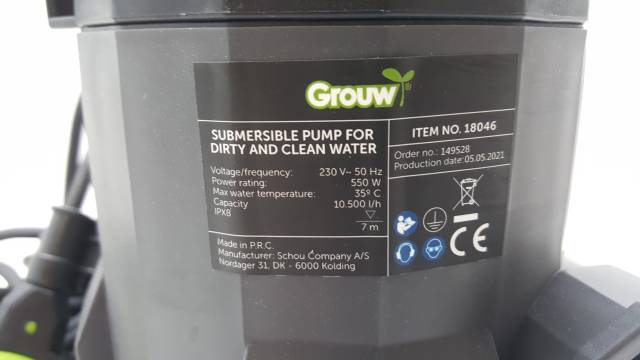 Grouw®
SUBMERSIBLE PUMP FOR
DIRTY AND CLEAN WATER
Voltage/frequency: 230 V~ 50 Hz
Power rating: 550 W
Max water temperature: 35º C
Capacity 10.500 l/h
IPX8
7 m
Made in P.R.C.
Manufacturer: Schou Company A/S
Nordager 31, DK - 6000 Kolding
ITEM NO. 18046
Order no.: 149528
Production date:05.05.2021
CE